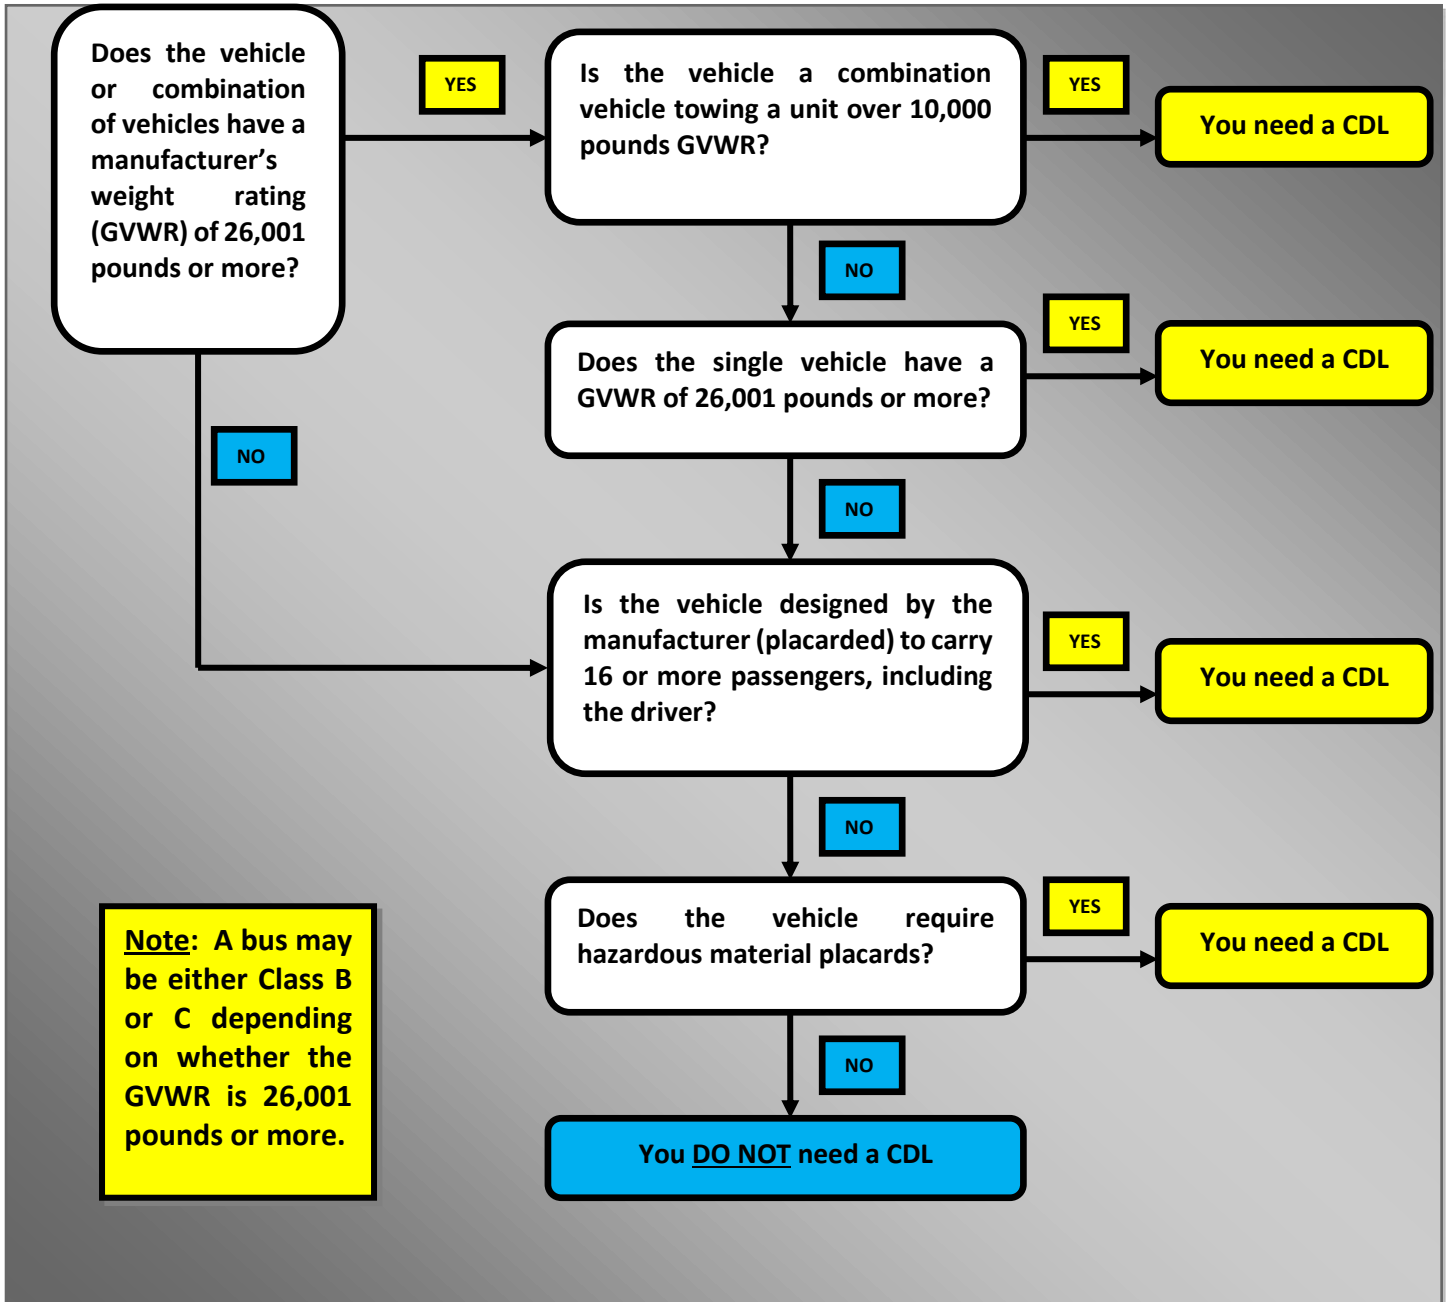 Does the vehicle
or combination
of vehicles have a
manufacturer’s
weight rating
(GVWR) of 26,001
pounds or more?
YES
Is the vehicle a combination
vehicle towing a unit over 10,000
pounds GVWR?
YES
You need a CDL
NO
Does the single vehicle have a
GVWR of 26,001 pounds or more?
YES
You need a CDL
NO
NO
Is the vehicle designed by the
manufacturer (placarded) to carry
16 or more passengers, including
the driver?
YES
You need a CDL
NO
Does the vehicle require
hazardous material placards?
YES
You need a CDL
NO
You DO NOT need a CDL
Note: A bus may
be either Class B
or C depending
on whether the
GVWR is 26,001
pounds or more.